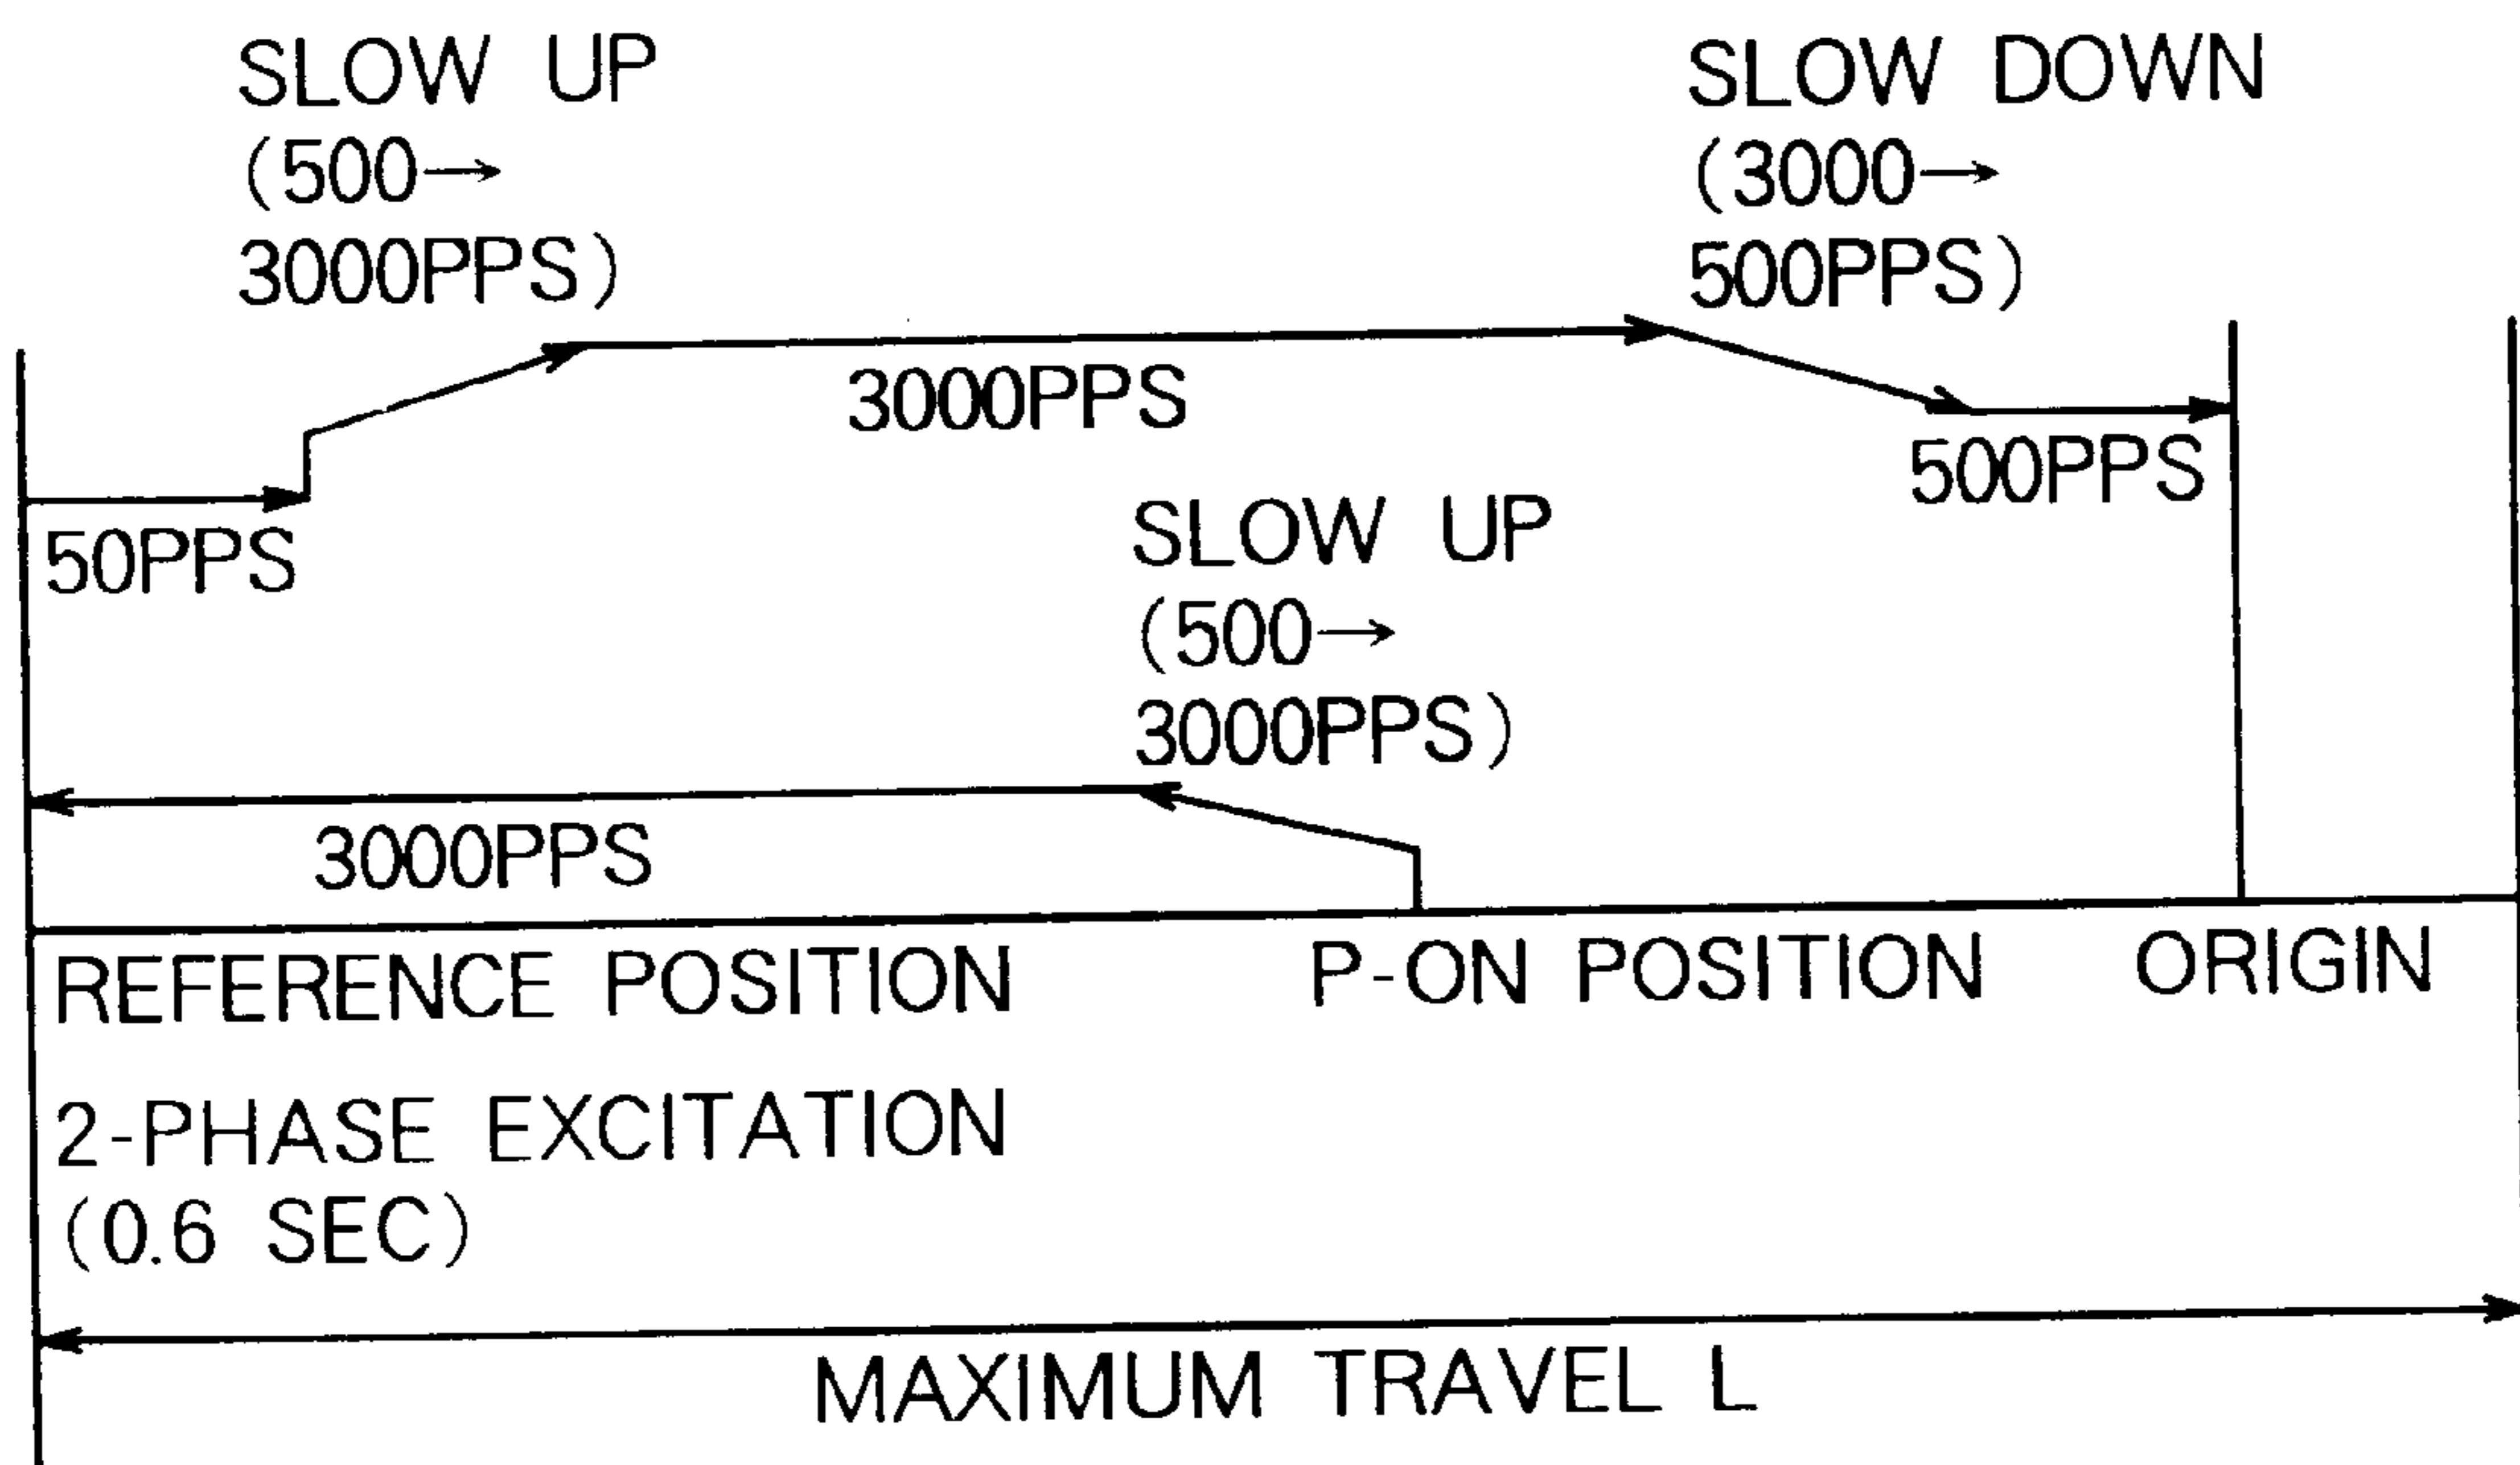 SLOW UP
(500→
3000PPS)
SLOW DOWN
(3000→
500PPS)
3000PPS
500PPS
50PPS
SLOW UP
(500→
3000PPS)
3000PPS
REFERENCE POSITION
P-ON POSITION
ORIGIN
2-PHASE EXCITATION
(0.6 SEC)
MAXIMUM TRAVEL L